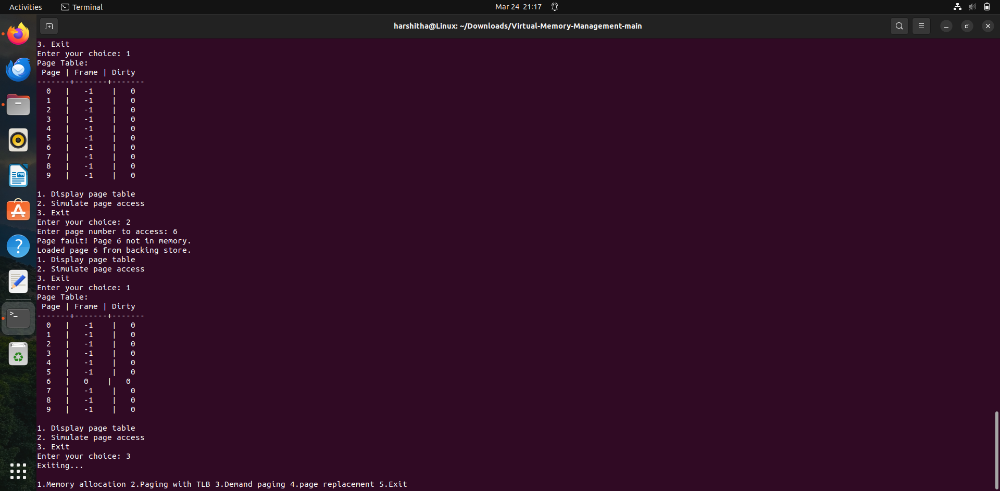 Activities Terminal Mar 24 21:17
harshitha@Linux: ~/Downloads/Virtual-Memory-Management-main
3. Exit
Enter your choice: 1
Page Table:
 Page | Frame | Dirty
-------+-------+-------
  0   |   -1    |   0
  1   |   -1    |   0
  2   |   -1    |   0
  3   |   -1    |   0
  4   |   -1    |   0
  5   |   -1    |   0
  6   |   -1    |   0
  7   |   -1    |   0
  8   |   -1    |   0
  9   |   -1    |   0

1. Display page table
2. Simulate page access
3. Exit
Enter your choice: 2
Enter page number to access: 6
Page fault! Page 6 not in memory.
Loaded page 6 from backing store.
1. Display page table
2. Simulate page access
3. Exit
Enter your choice: 1
Page Table:
 Page | Frame | Dirty
-------+-------+-------
  0   |   -1    |   0
  1   |   -1    |   0
  2   |   -1    |   0
  3   |   -1    |   0
  4   |   -1    |   0
  5   |   -1    |   0
  6   |   0    |   0
  7   |   -1    |   0
  8   |   -1    |   0
  9   |   -1    |   0

1. Display page table
2. Simulate page access
3. Exit
Enter your choice: 3
Exiting...

1.Memory allocation 2.Paging with TLB 3.Demand paging 4.page replacement 5.Exit